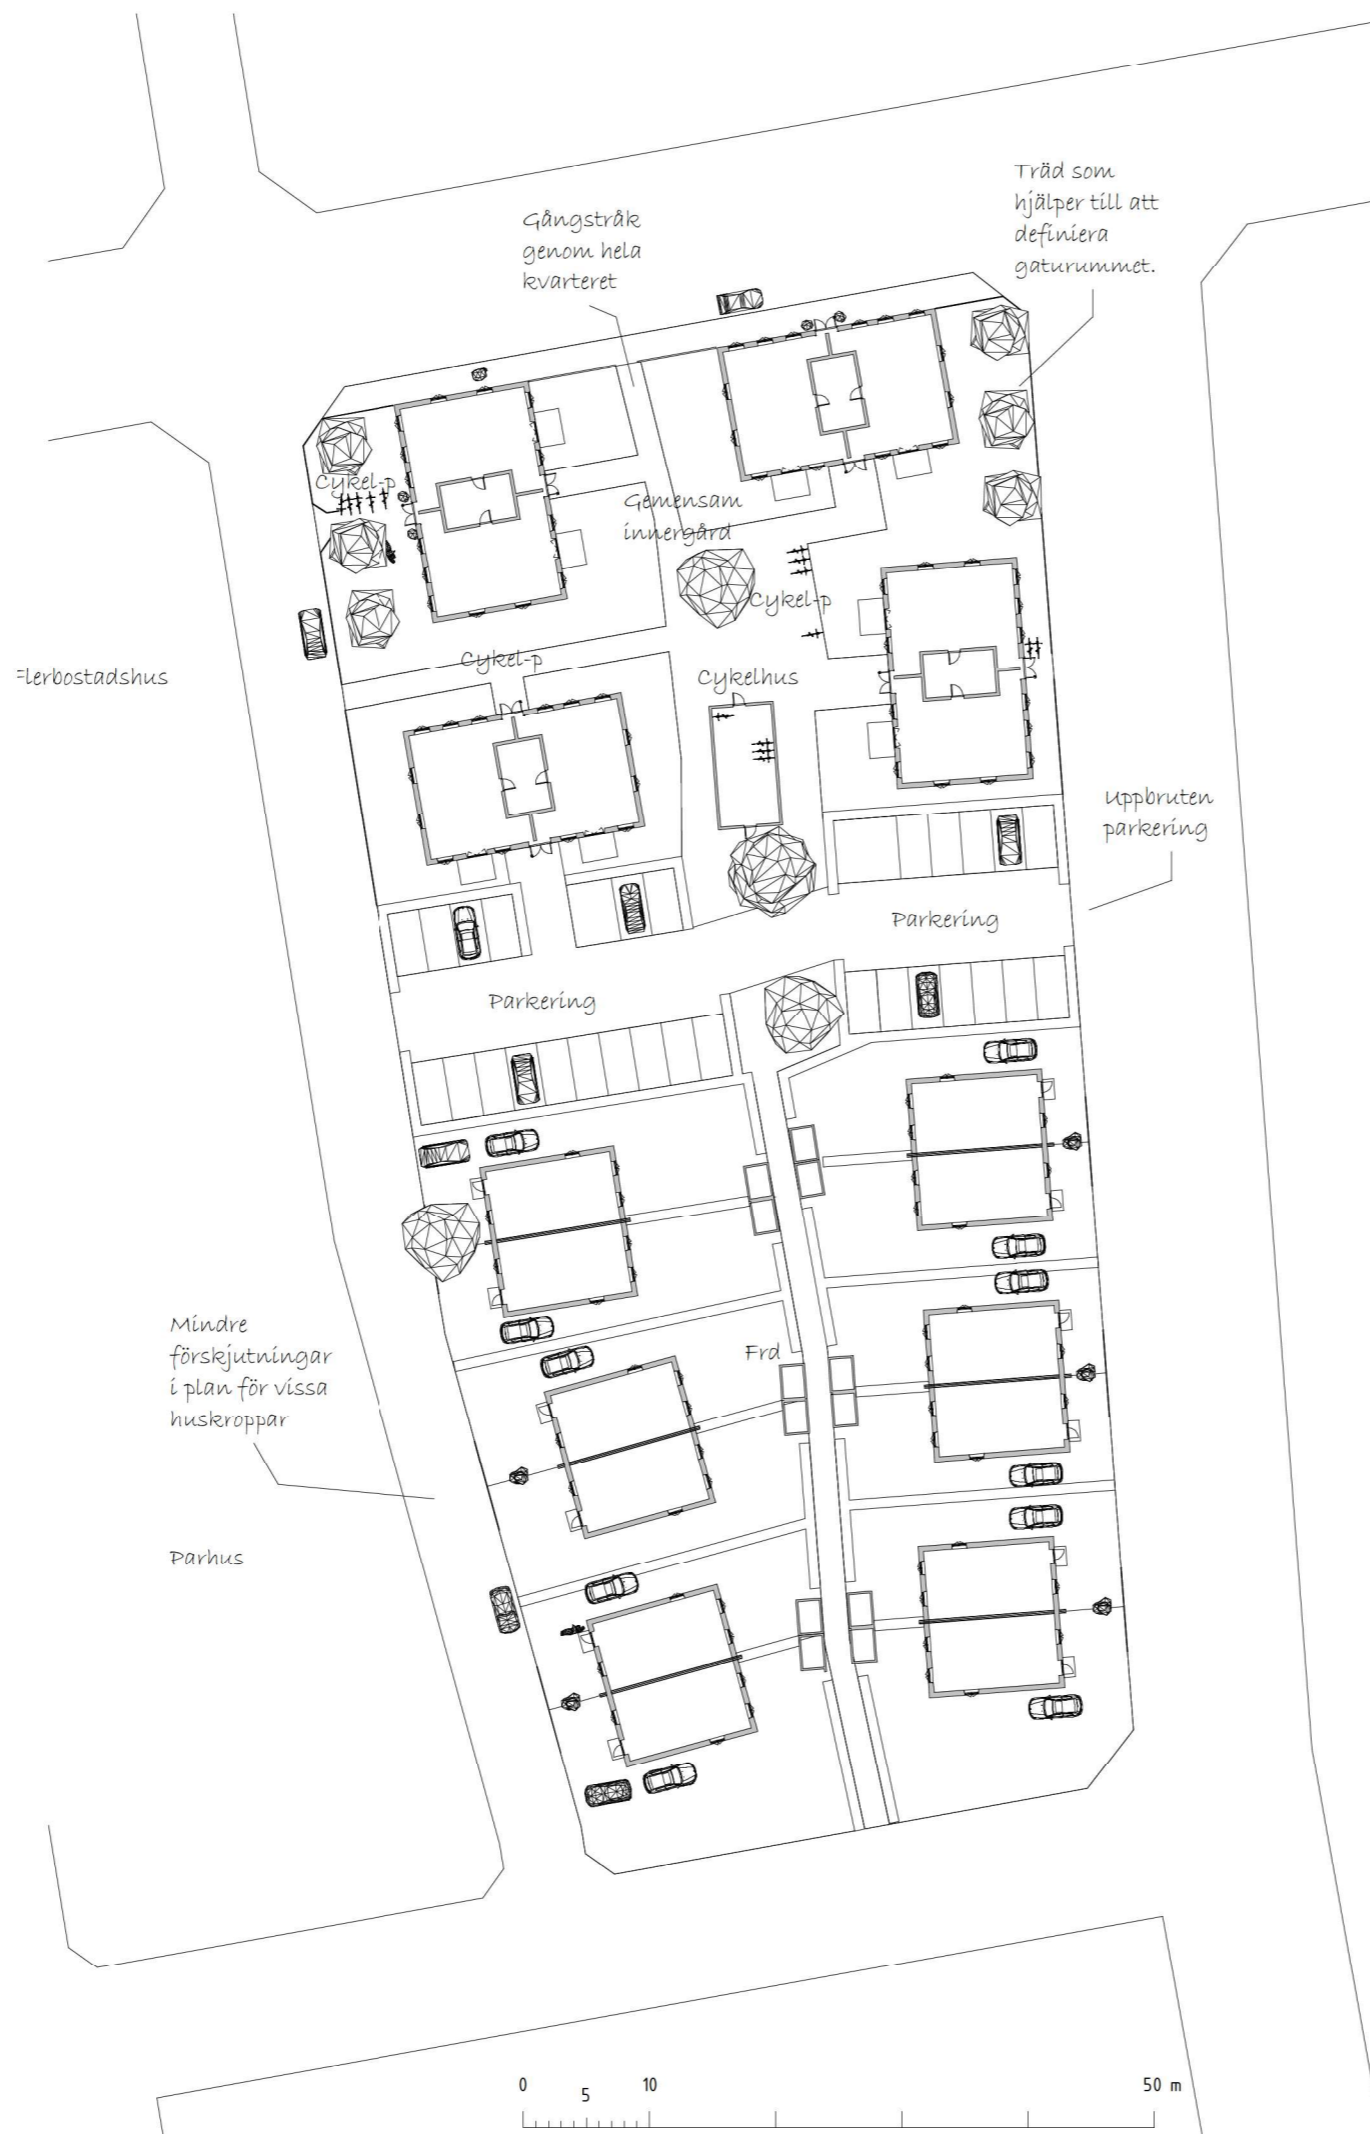 Träd som
hjälper till att
definiera
gaturummet.
Gångstråk
genom hela
kvarteret
Cykel-p
Gemensam
innergård
Cykel-p
Cykel-p
Flerbostadshus
Cykelhus
Uppbruten
parkering
Parkering
Parkering
Mindre
förskjutningar
i plan för vissa
huskroppar
Frd
Parhus
0 5 10 50 m